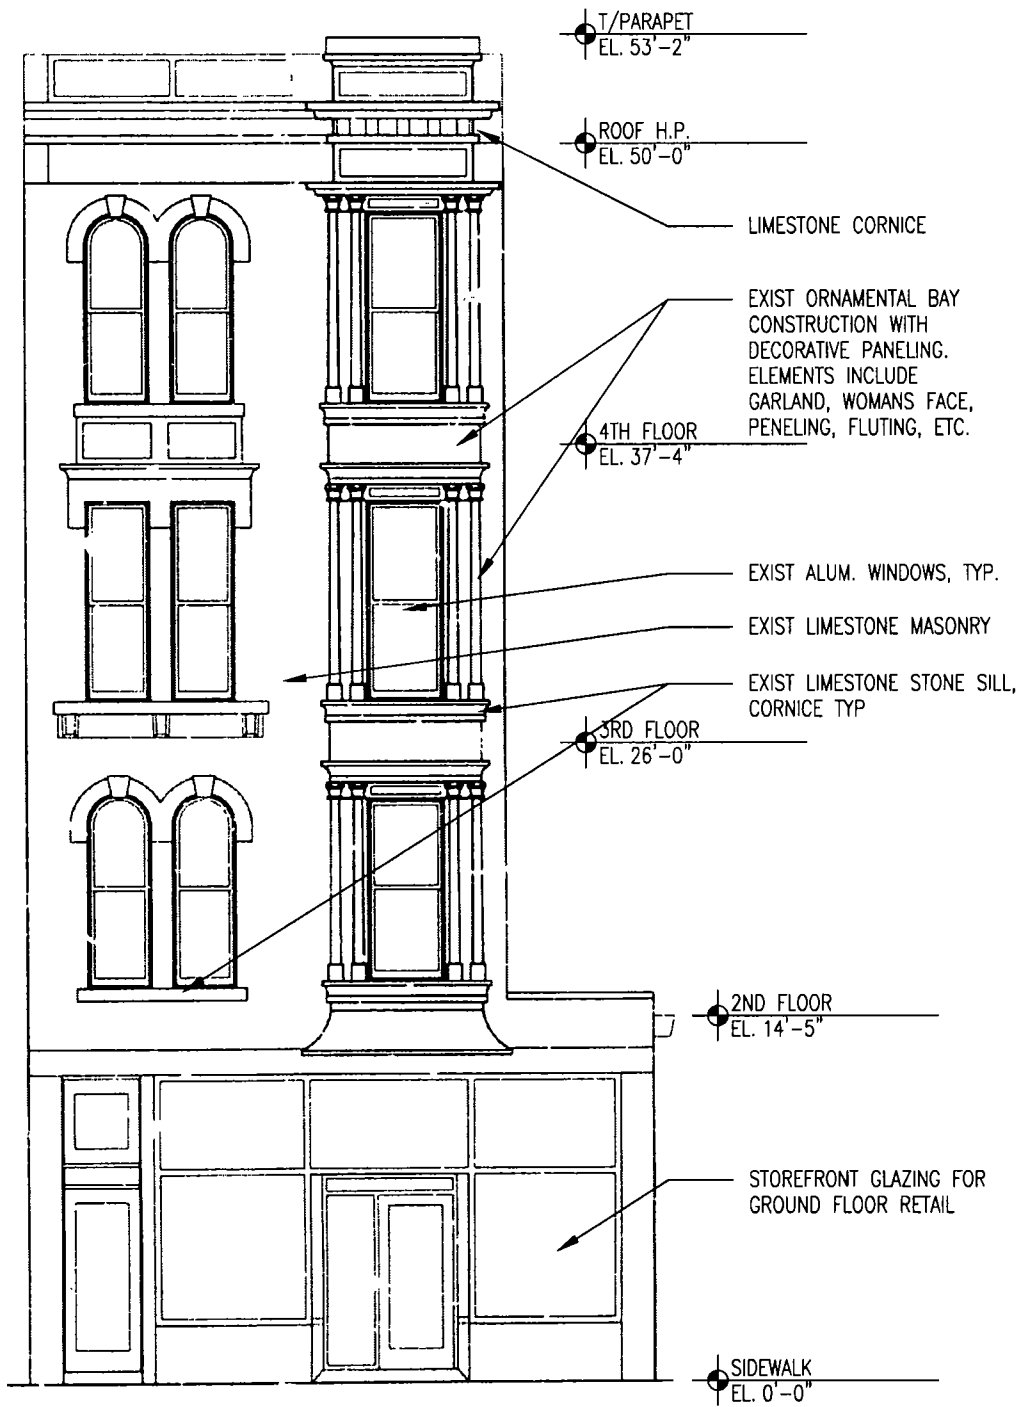 T/PARAPET
EL. 53'-2"
ROOF H.P.
EL. 50'-0"
LIMESTONE CORNICE
EXIST ORNAMENTAL BAY
CONSTRUCTION WITH
DECORATIVE PANELING.
ELEMENTS INCLUDE
GARLAND, WOMANS FACE,
PENELING, FLUTING, ETC.
4TH FLOOR
EL. 37'-4"
EXIST ALUM. WINDOWS, TYP.
EXIST LIMESTONE MASONRY
EXIST LIMESTONE STONE SILL,
CORNICE TYP
3RD FLOOR
EL. 26'-0"
2ND FLOOR
EL. 14'-5"
STOREFRONT GLAZING FOR
GROUND FLOOR RETAIL
SIDEWALK
EL. 0'-0"